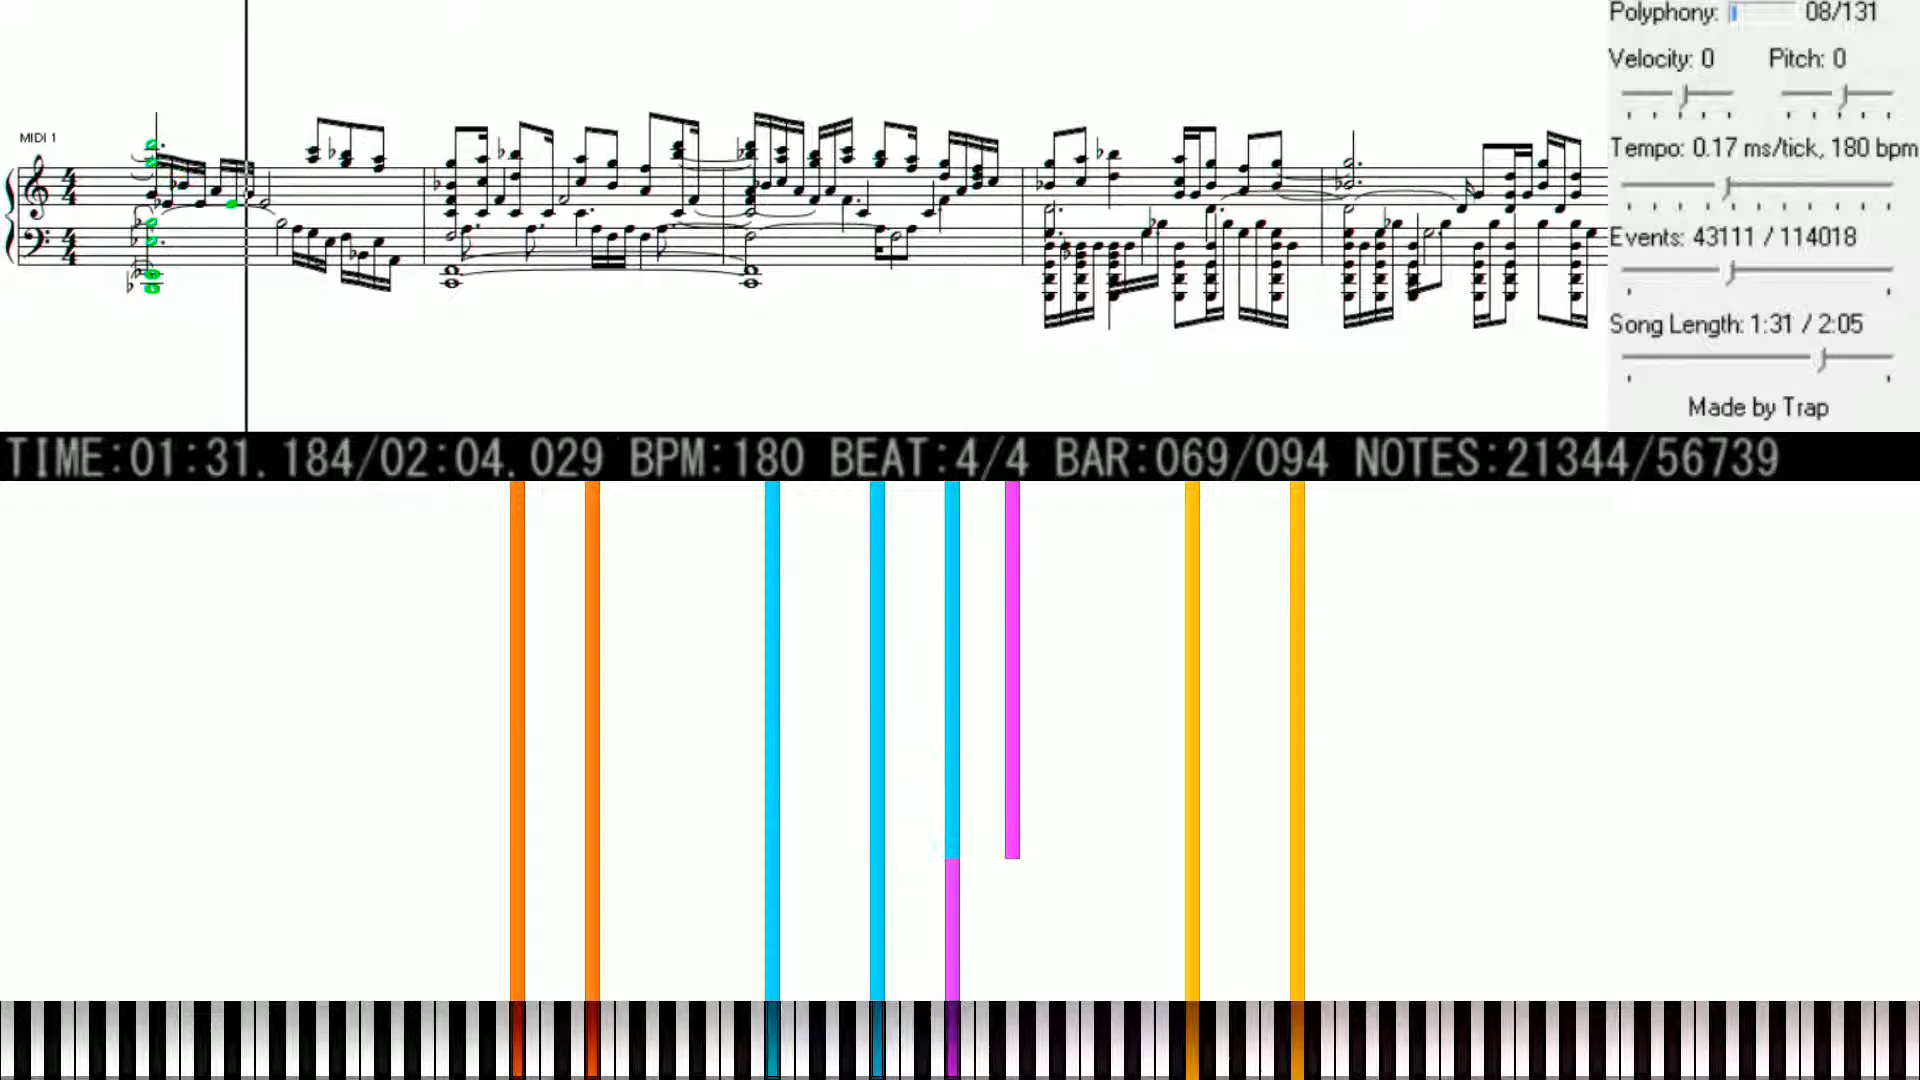 Polyphony: 08/131
Velocity: 0 Pitch: 0
MIDI 1
Tempo: 0.17 ms/tick, 180 bpm
Events: 43111 / 114018
Song Length: 1:31 / 2:05
Made by Trap
TIME:01:31.184/02:04.029 BPM:180 BEAT:4/4 BAR:069/094 NOTES:21344/56739